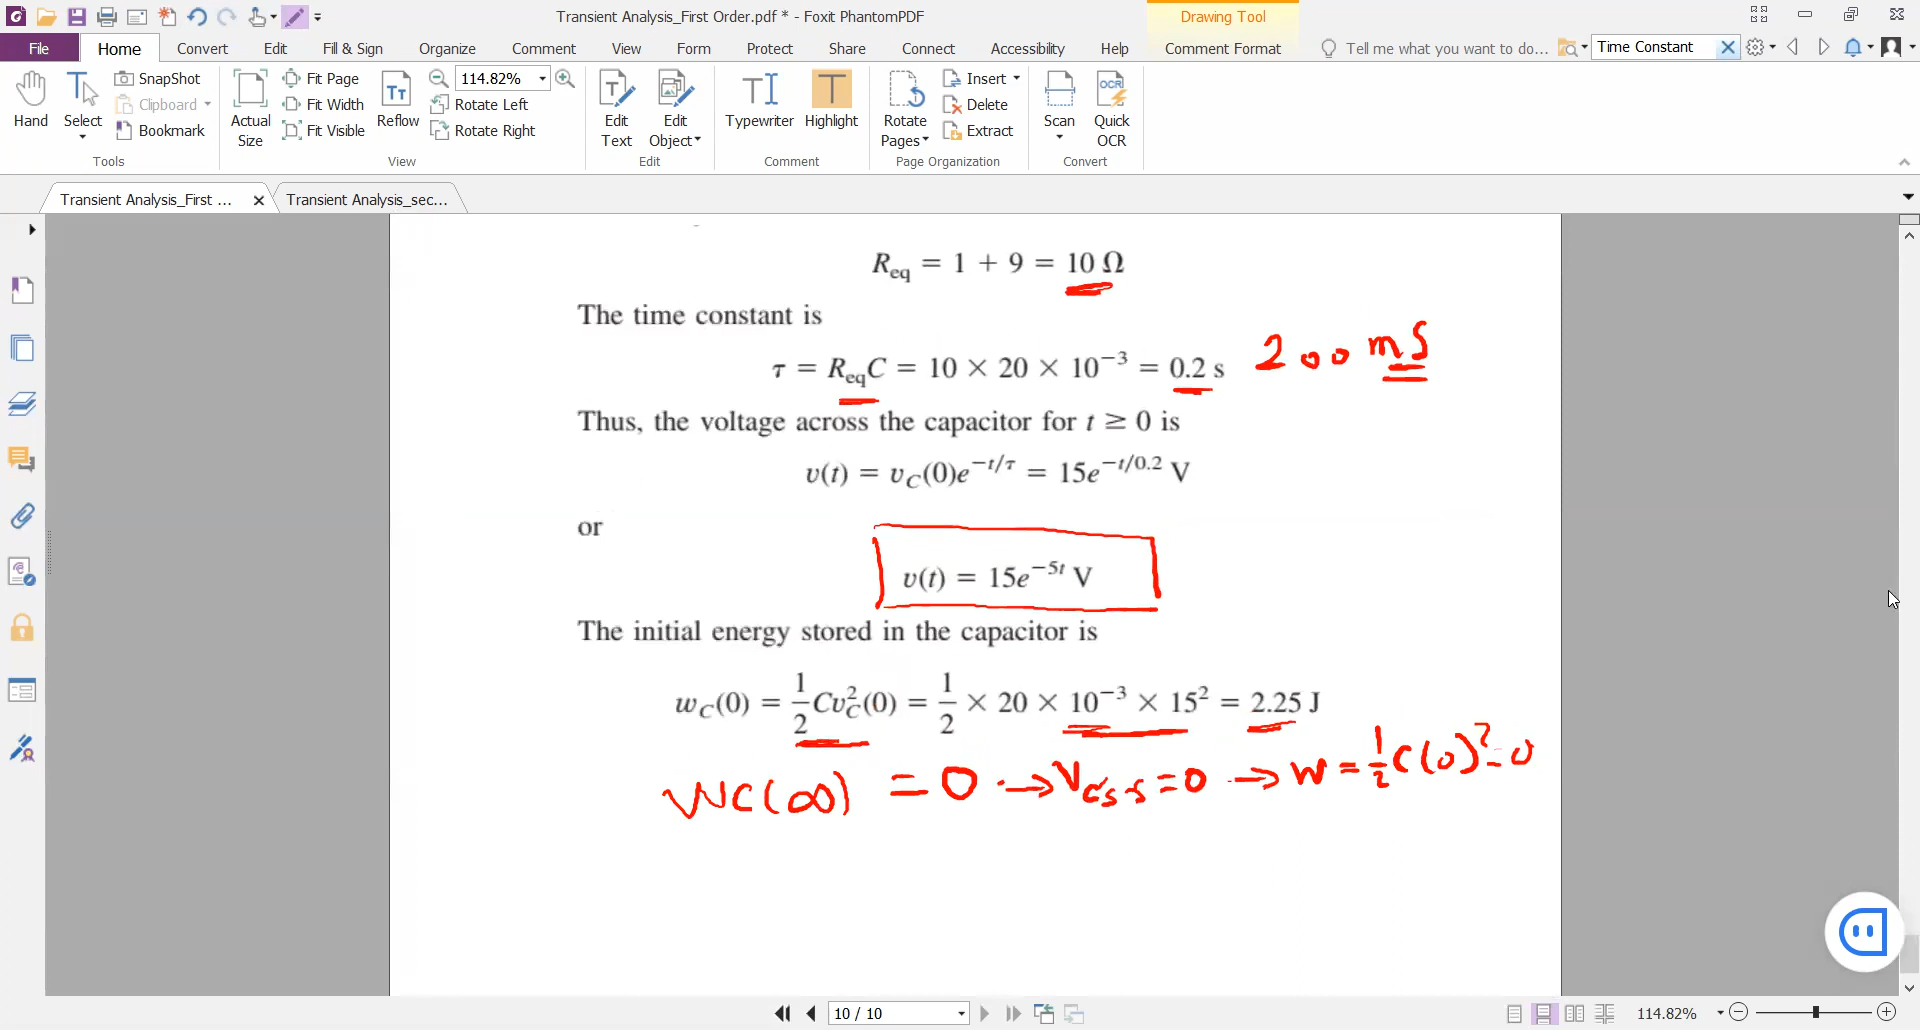 Transient Analysis_First Order.pdf * - Foxit PhantomPDF
Drawing Tool
File Home Convert Edit Fill & Sign Organize Comment View Form Protect Share Connect Accessibility Help Comment Format Tell me what you want to do... Time Constant
Hand
Select
SnapShot
Clipboard
Bookmark
Tools
Actual Size
Fit Page
Fit Width
Fit Visible
Reflow
114.82%
Rotate Left
Rotate Right
View
Edit Text
Edit Object
Edit
Typewriter
Highlight
Comment
Rotate Pages
Insert
Delete
Extract
Page Organization
Scan
OCR
Quick OCR
Convert
Transient Analysis_First ... Transient Analysis_sec...
R_eq = 1 + 9 = 10 Ω
The time constant is
τ = R_eqC = 10 × 20 × 10⁻³ = 0.2 s 200 mS
Thus, the voltage across the capacitor for t ≥ 0 is
v(t) = v_C(0)e^{−t/τ} = 15e^{−t/0.2} V
or
v(t) = 15e^{−5t} V
The initial energy stored in the capacitor is
w_C(0) = 1/2 Cv_C²(0) = 1/2 × 20 × 10⁻³ × 15² = 2.25 J
WC(∞) = 0 → V_{Cs.s} = 0 → W = 1/2 C(0)² = 0
10 / 10
114.82%